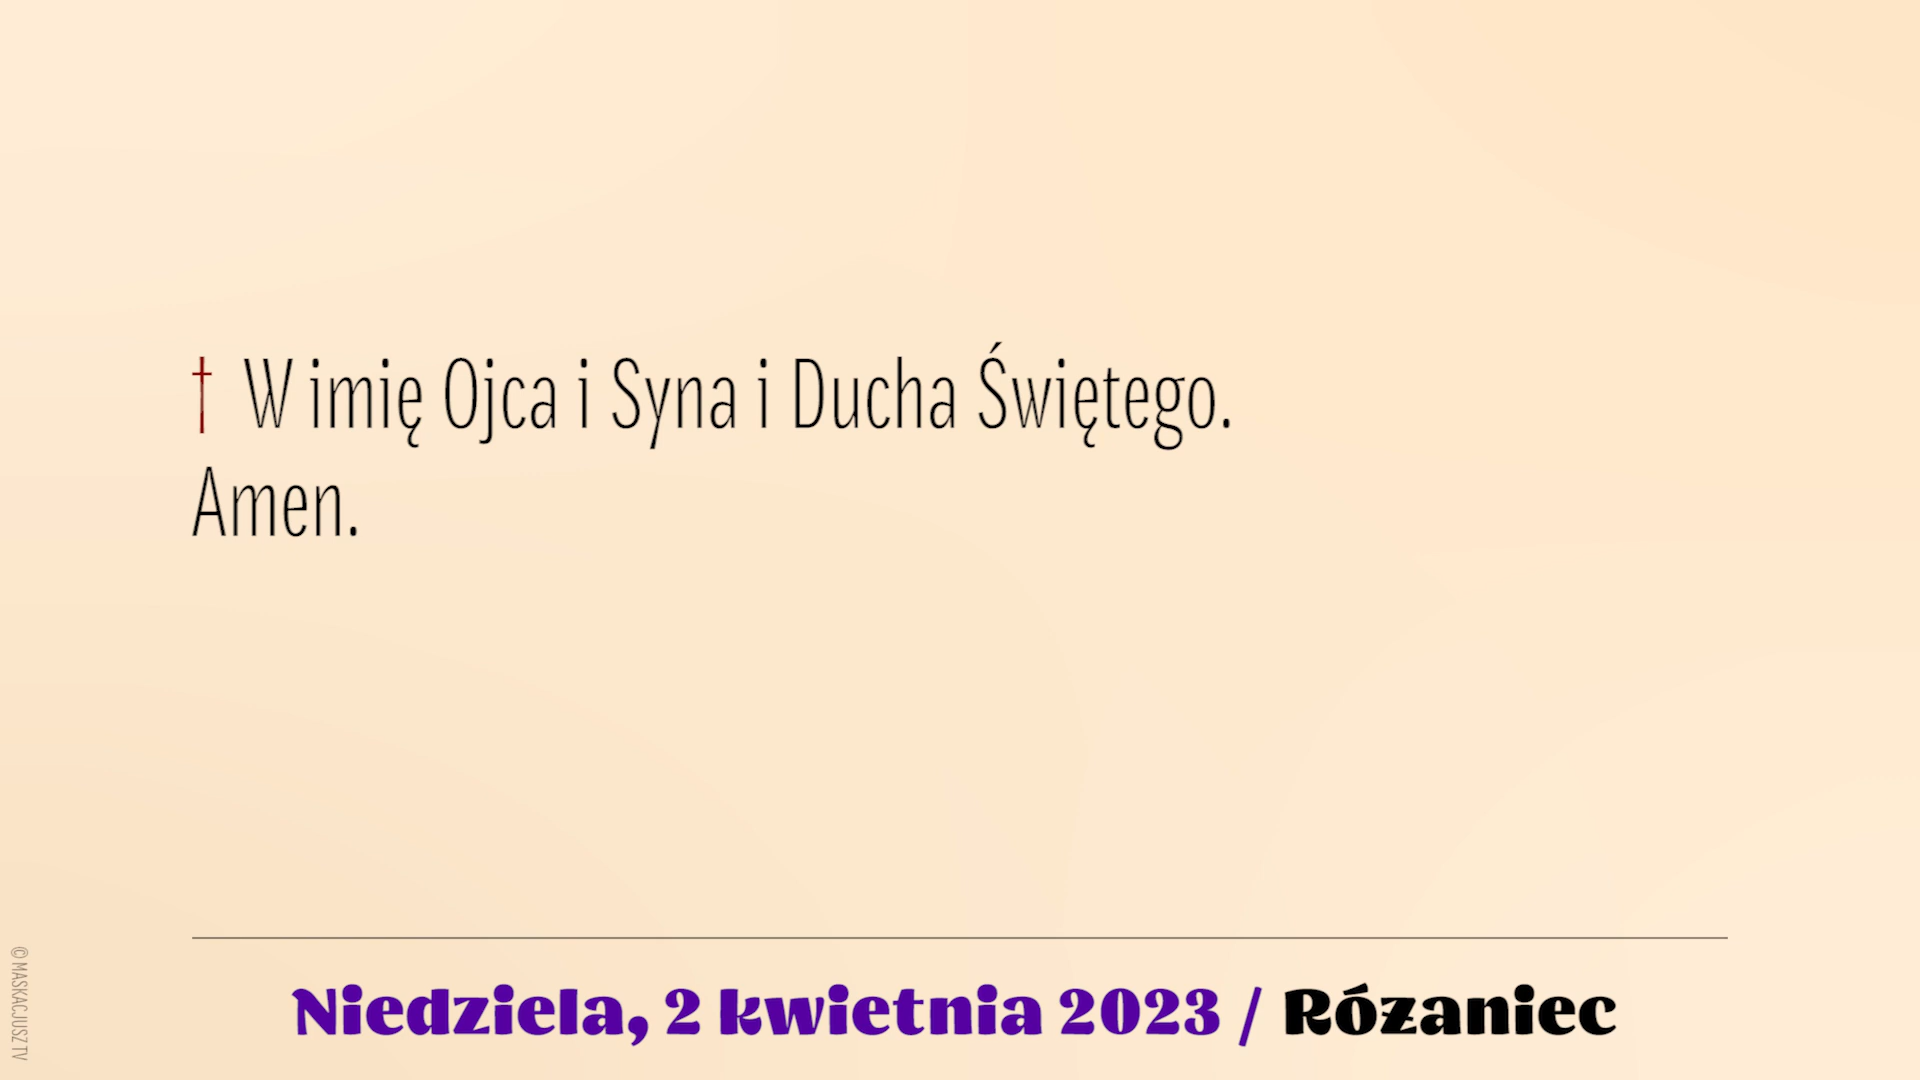 † W imię Ojca i Syna i Ducha Świętego.
Amen.
Niedziela, 2 kwietnia 2023 / Różaniec
© MASKACJUSZ TV